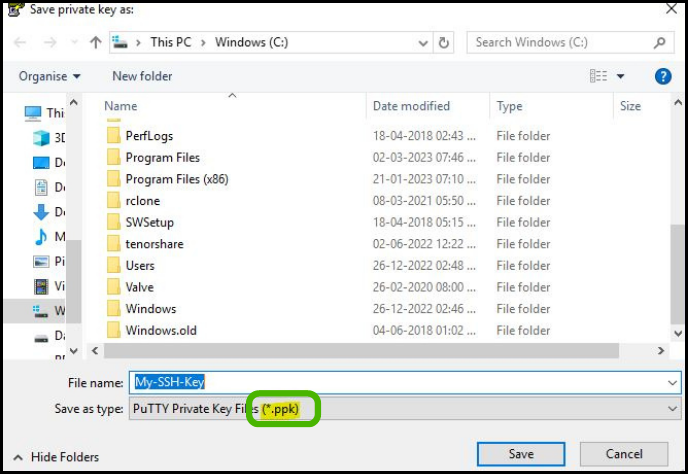 Save private key as:
This PC > Windows (C:)
Search Windows (C:)
Organise
New folder
Name Date modified Type Size
PerfLogs 18-04-2018 02:43 ... File folder
Program Files 02-03-2023 07:46 ... File folder
Program Files (x86) 21-01-2023 07:10 ... File folder
rclone 08-03-2021 05:50 ... File folder
SWSetup 18-04-2018 05:15 ... File folder
tenorshare 02-06-2022 12:22 ... File folder
Users 26-12-2022 02:48 ... File folder
Valve 26-02-2020 08:00 ... File folder
Windows 26-12-2022 02:46 ... File folder
Windows.old 04-06-2018 01:02 ... File folder
Thi
3D
De
Do
Do
M
Pi
Vi
W
Da
File name: My-SSH-Key
Save as type: PuTTY Private Key Files (*.ppk)
Hide Folders
Save
Cancel